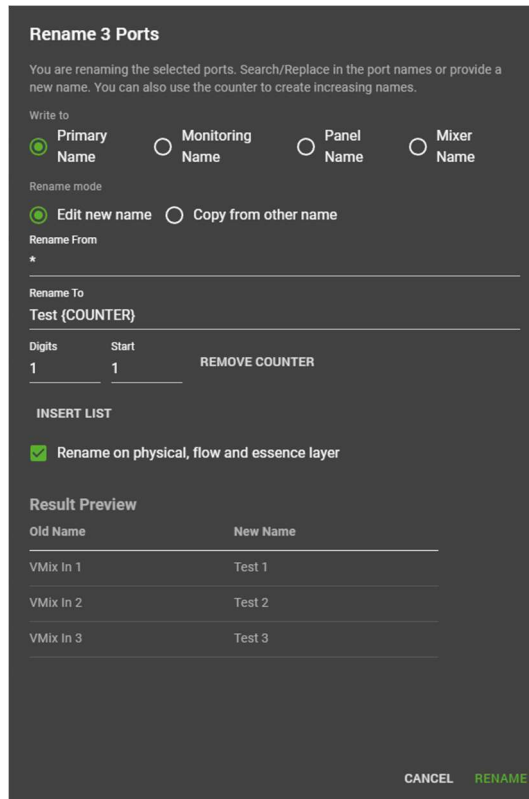 Rename 3 Ports
You are renaming the selected ports. Search/Replace in the port names or provide a
new name. You can also use the counter to create increasing names.
Write to
Primary Name
Monitoring Name
Panel Name
Mixer Name
Rename mode
Edit new name Copy from other name
Rename From
*
Rename To
Test {COUNTER}
Digits Start
1 1 REMOVE COUNTER
INSERT LIST
Rename on physical, flow and essence layer
Result Preview
Old Name New Name
VMix In 1 Test 1
VMix In 2 Test 2
VMix In 3 Test 3
CANCEL RENAME